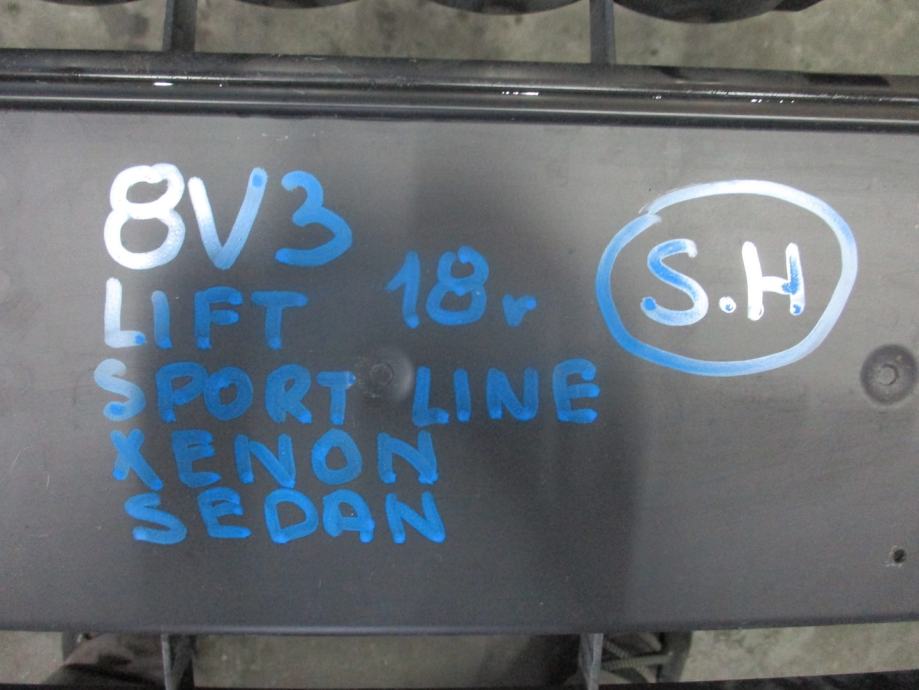 8V3
LIFT 18r
S.H
SPORT LINE
XENON
SEDAN